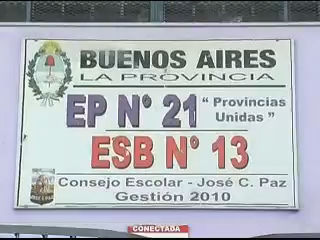 BUENOS AIRES
LA PROVINCIA
EP N° 21 “ Provincias Unidas ”
ESB N° 13
Consejo Escolar - José C. Paz
Gestión 2010
CONECTADA